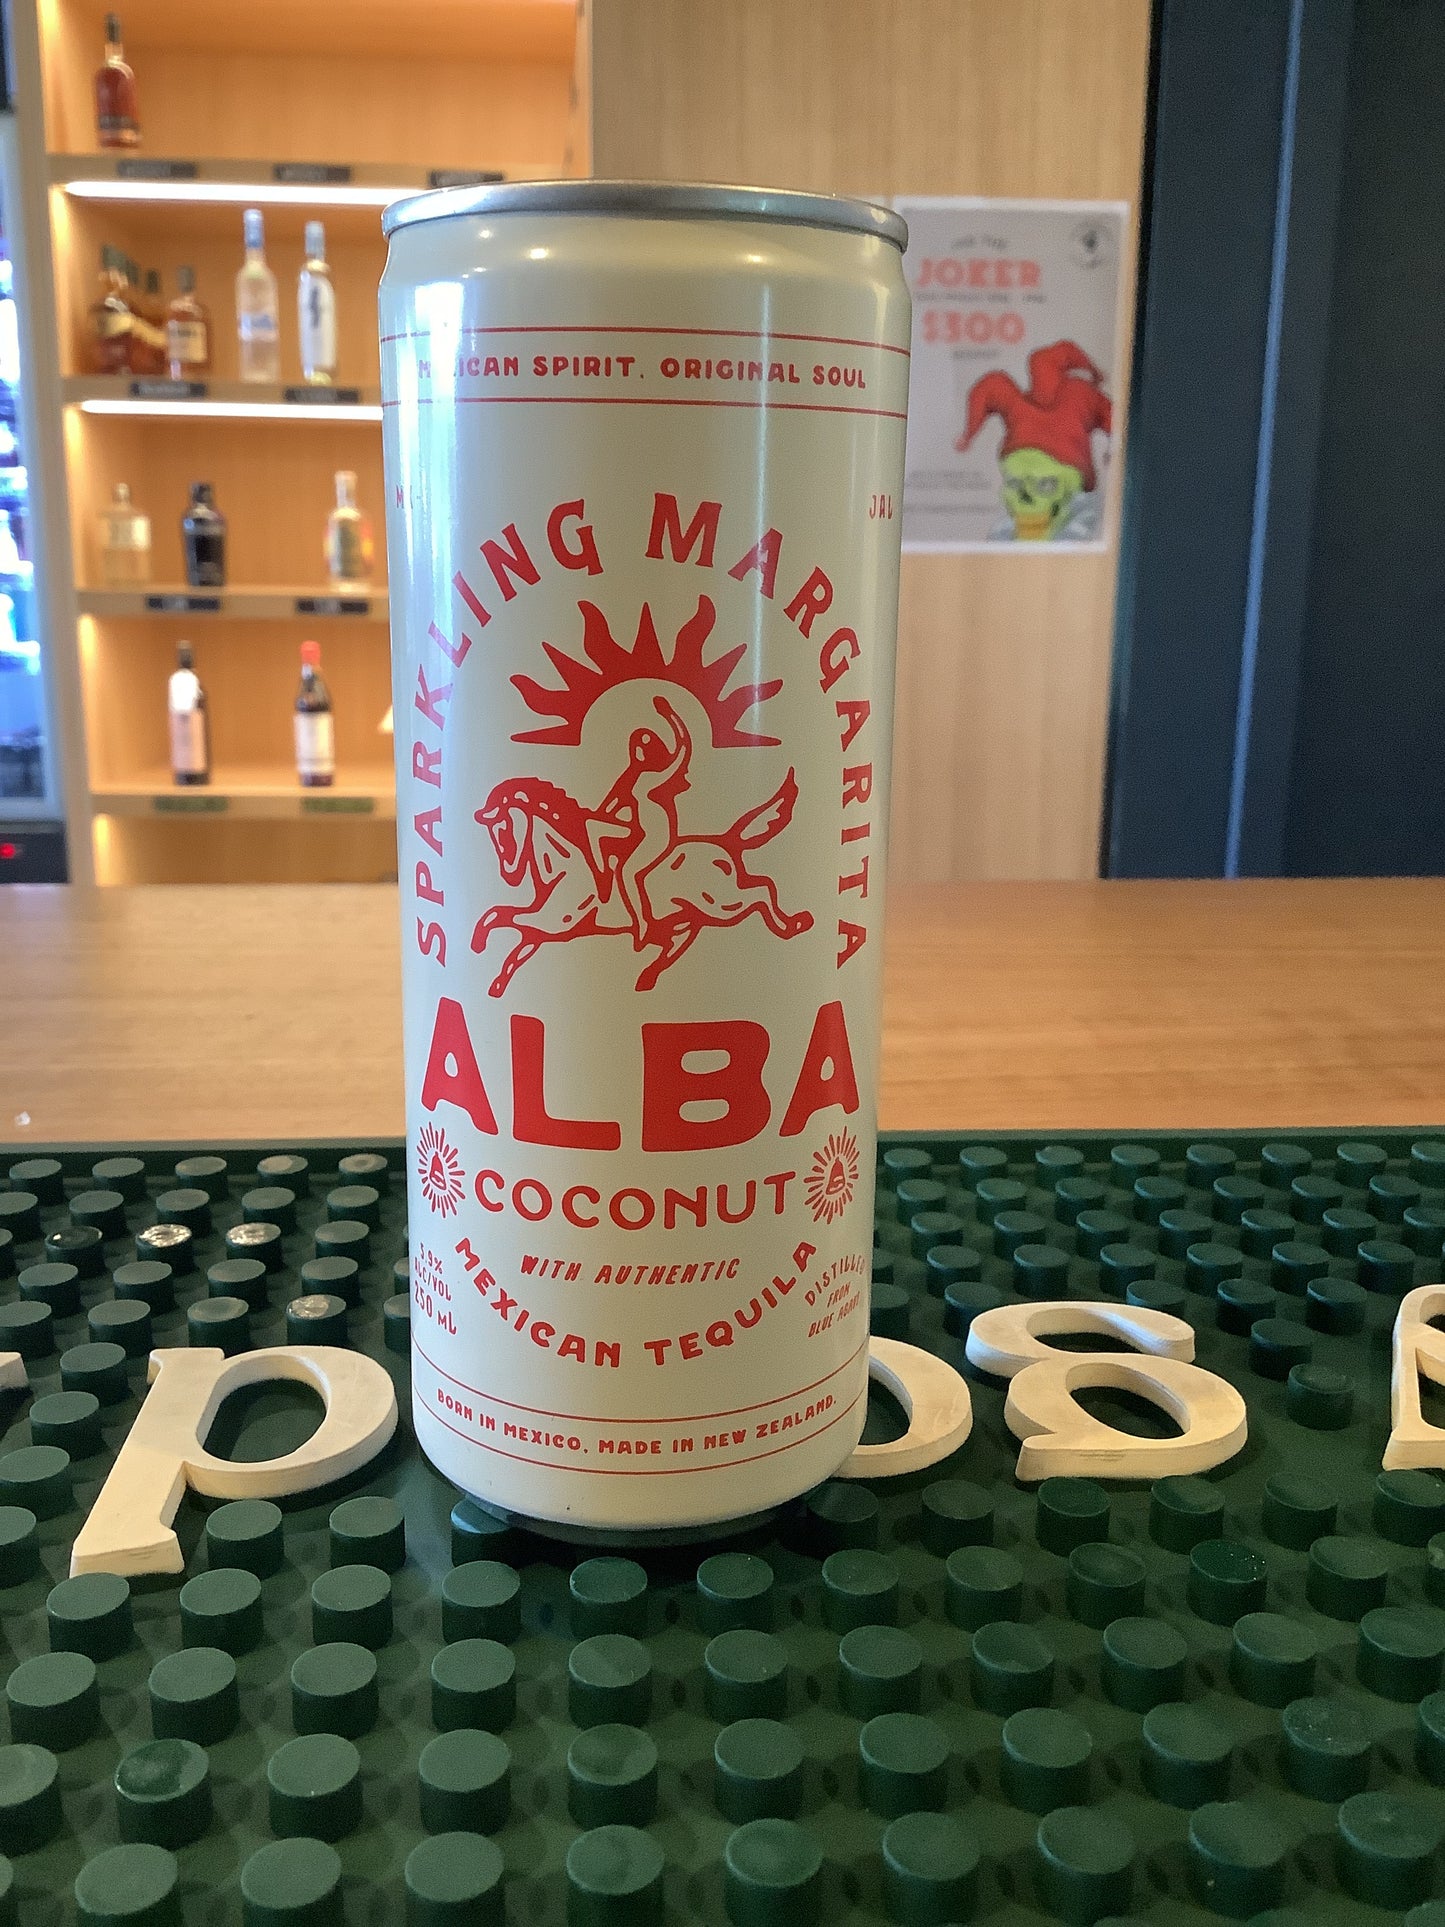 SPIRIT. ORIGINAL SOUL
JAL
SPARKLING MARGARITA
ALBA
COCONUT
WITH AUTHENTIC
MEXICAN TEQUILA
ALC/VOL
250 ML
DISTILLED
FROM
BLUE AGAVE
BORN IN MEXICO, MADE IN NEW ZEALAND.
JOKER
$300